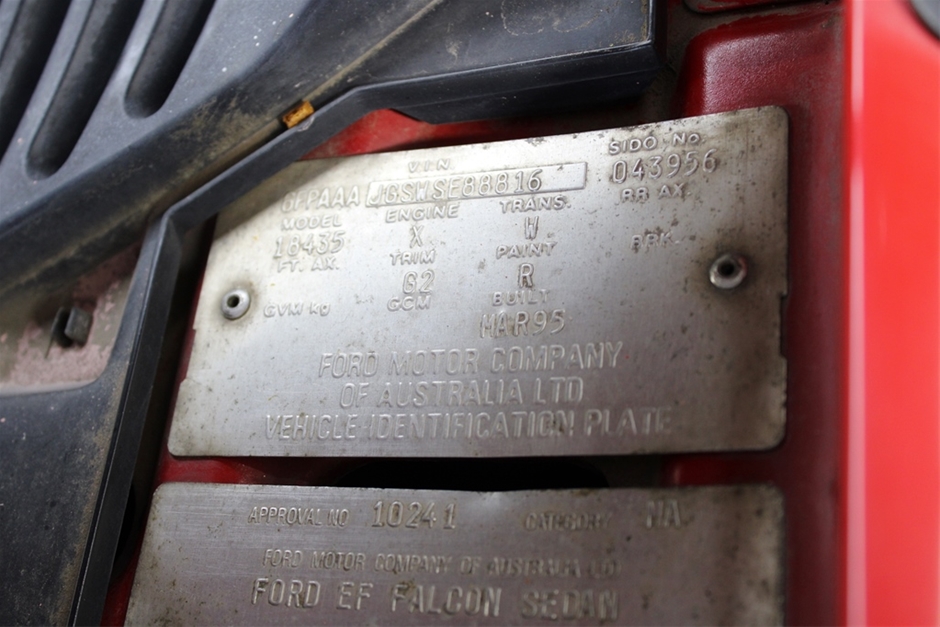 V.I.N. SIDO NO.
6FPAAA JGSWSE88816 043956
MODEL ENGINE TRANS. RR AX.
18435 X W
FT. AX. TRIM PAINT BRK.
G2 R
GVM kg GCM BUILT
MAR95
FORD MOTOR COMPANY
OF AUSTRALIA LTD
VEHICLE IDENTIFICATION PLATE
APPROVAL NO 10241 CATEGORY MA
FORD MOTOR COMPANY OF AUSTRALIA LTD
FORD EF FALCON SEDAN